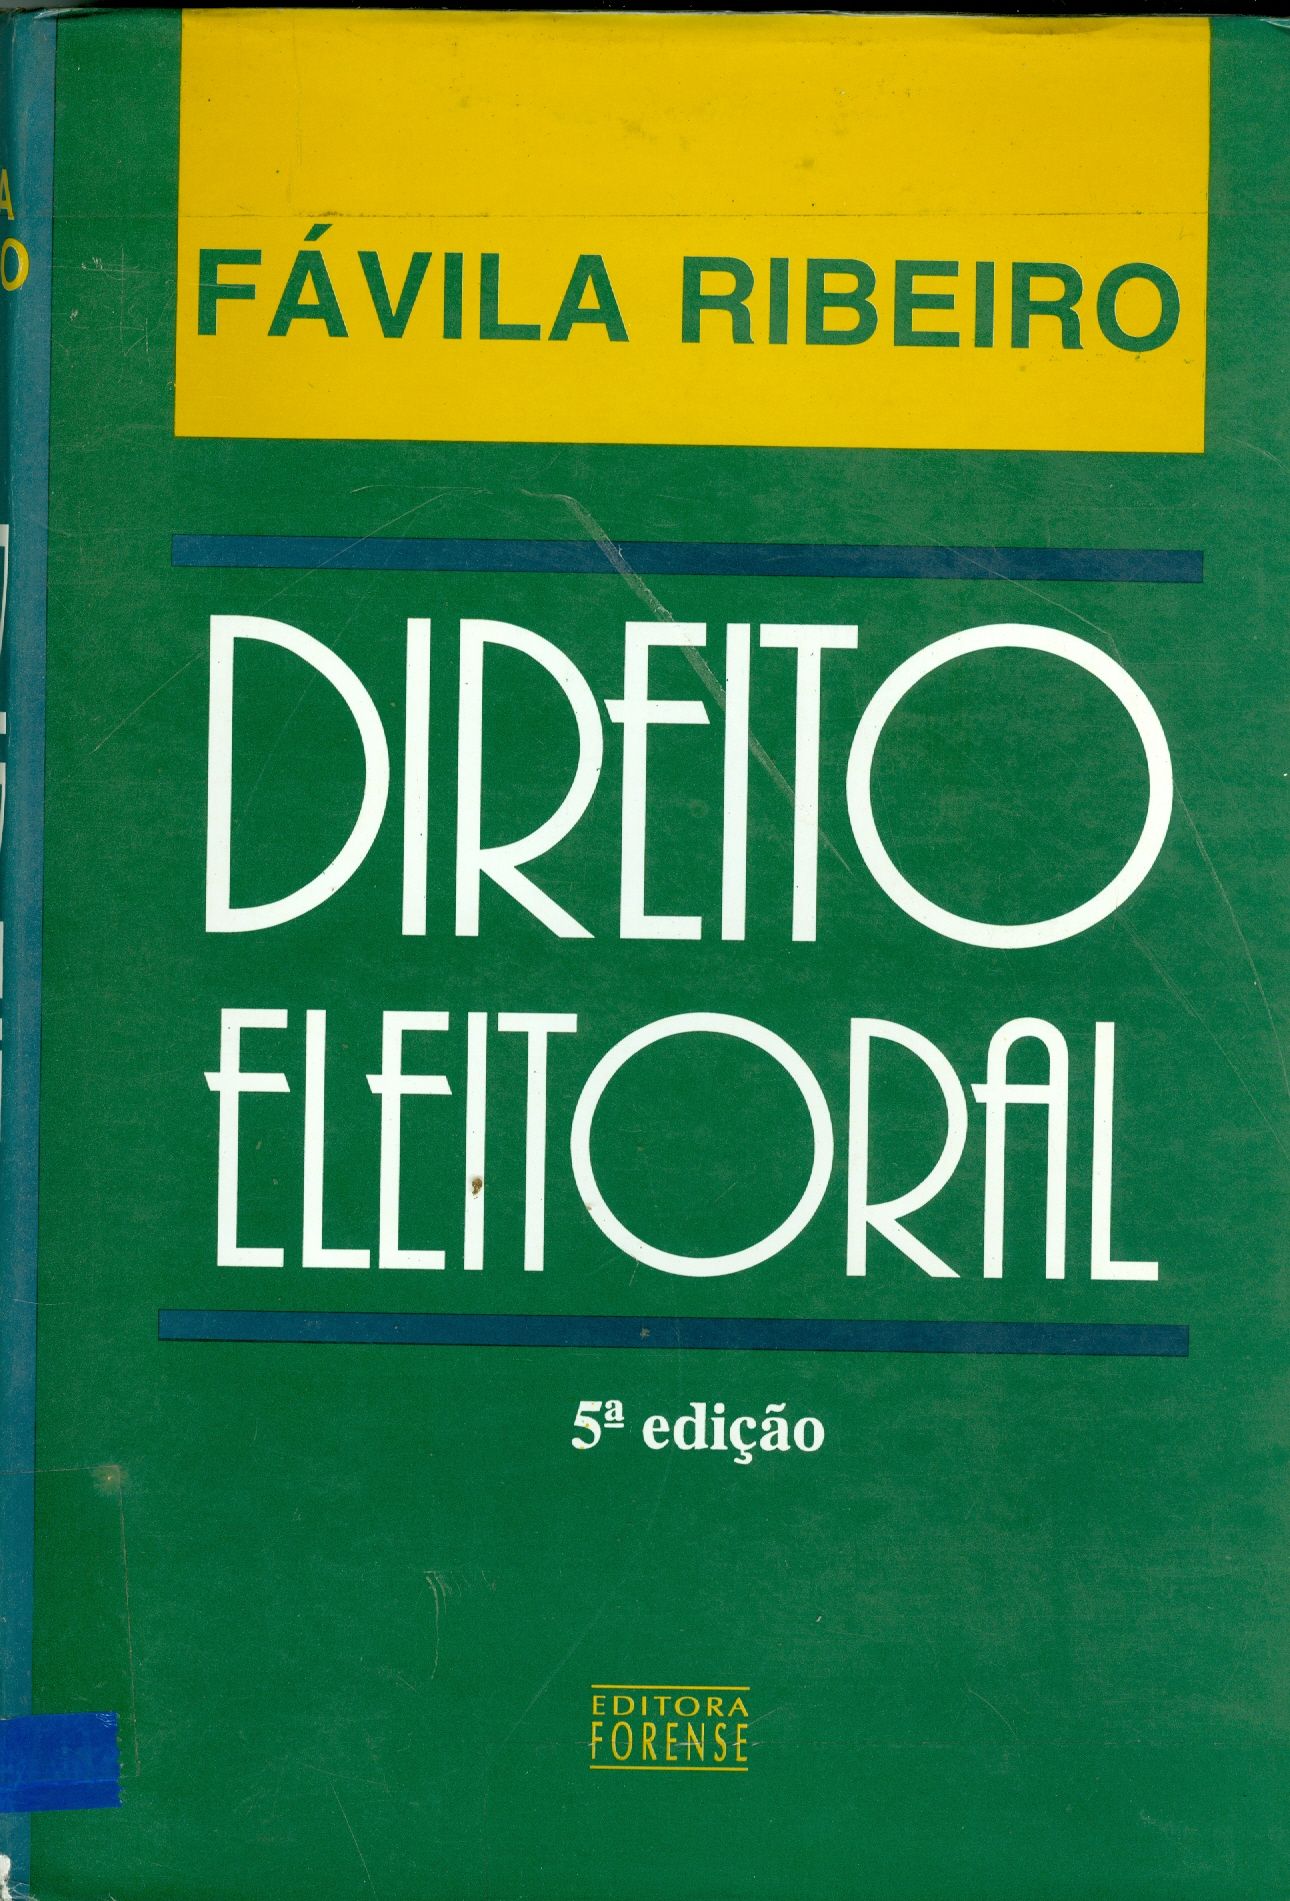 FÁVILA RIBEIRO
DIREITO
ELEITORAL
5ª edição
EDITORA
FORENSE